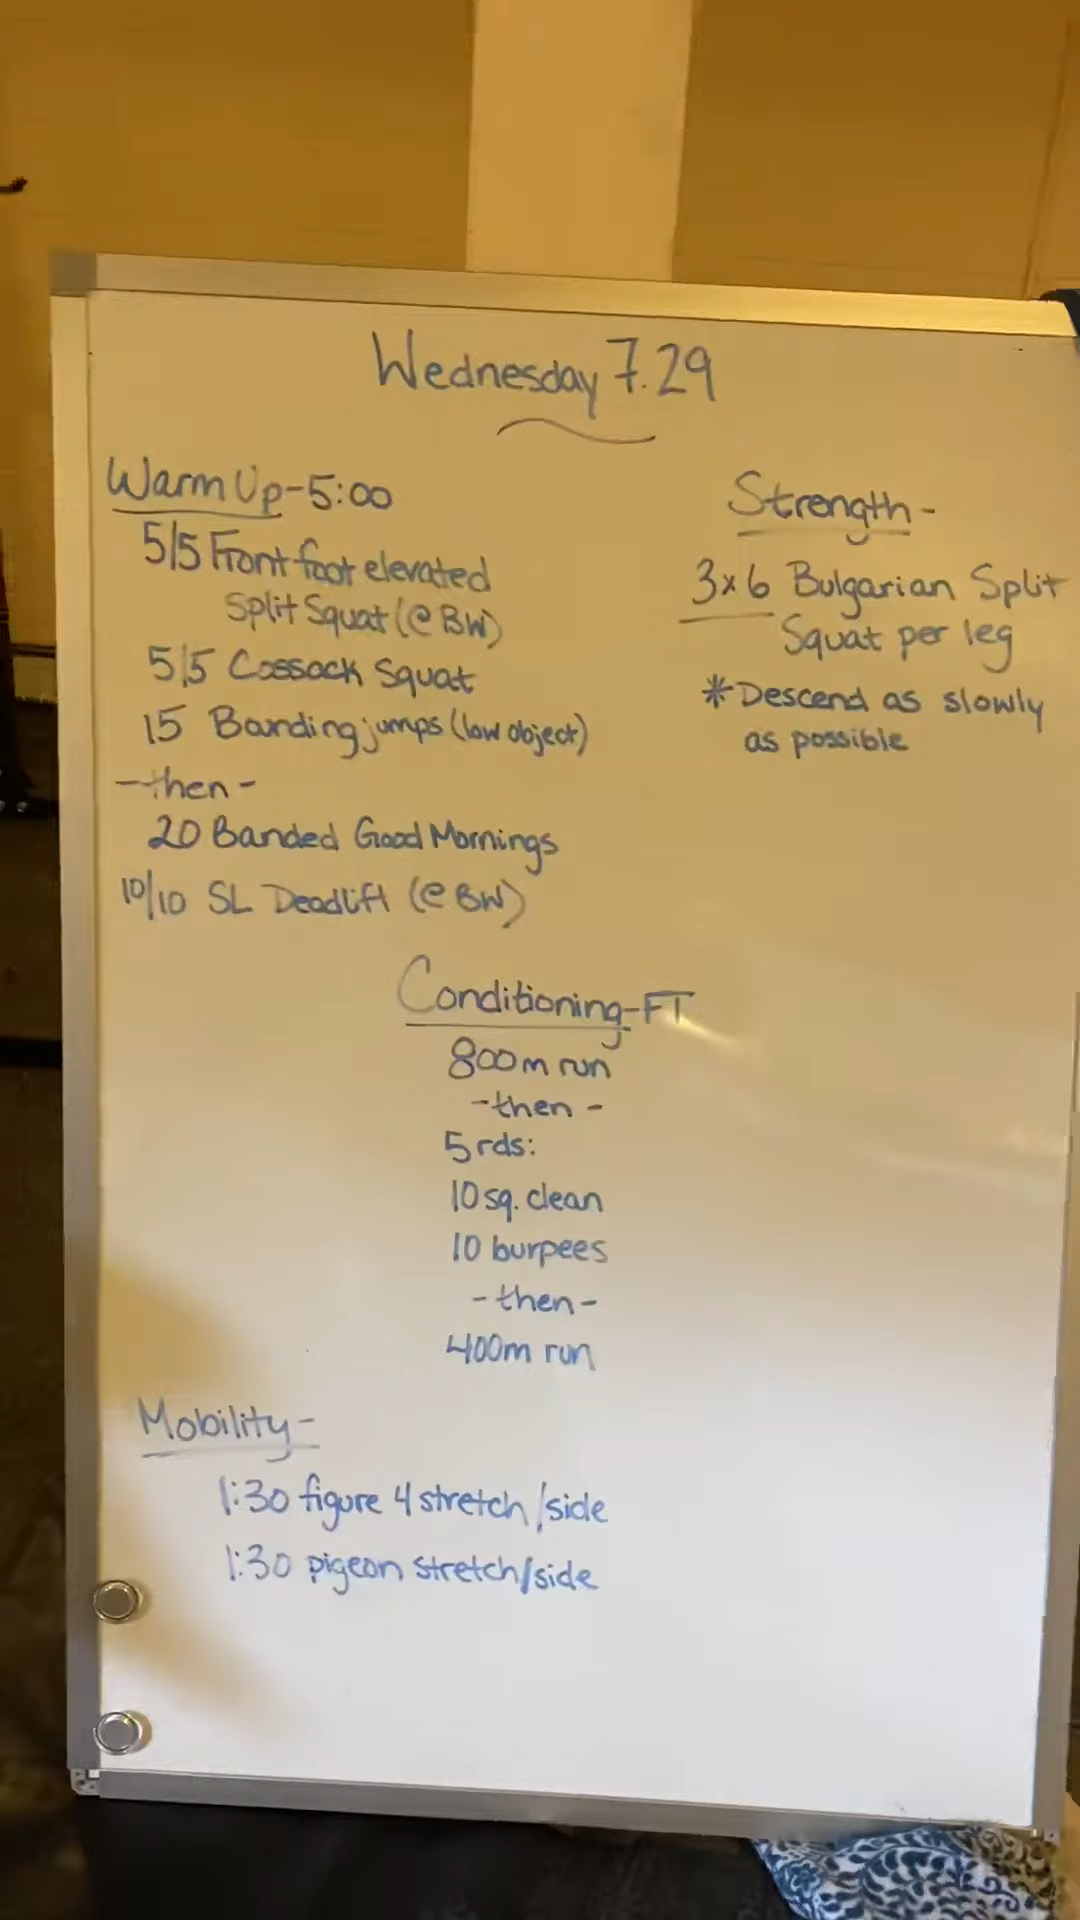 Wednesday 7.29
Warm Up - 5:00
5/5 Front foot elevated
Split Squat (@ BW)
5/5 Cossack Squat
15 Bounding jumps (low object)
- then -
20 Banded Good Mornings
10/10 SL Deadlift (@ BW)
Strength -
3x6 Bulgarian Split
Squat per leg
* Descend as slowly
as possible
Conditioning - FT
800m run
- then -
5 rds:
10 sq. clean
10 burpees
- then -
400m run
Mobility -
1:30 figure 4 stretch /side
1:30 pigeon stretch/side